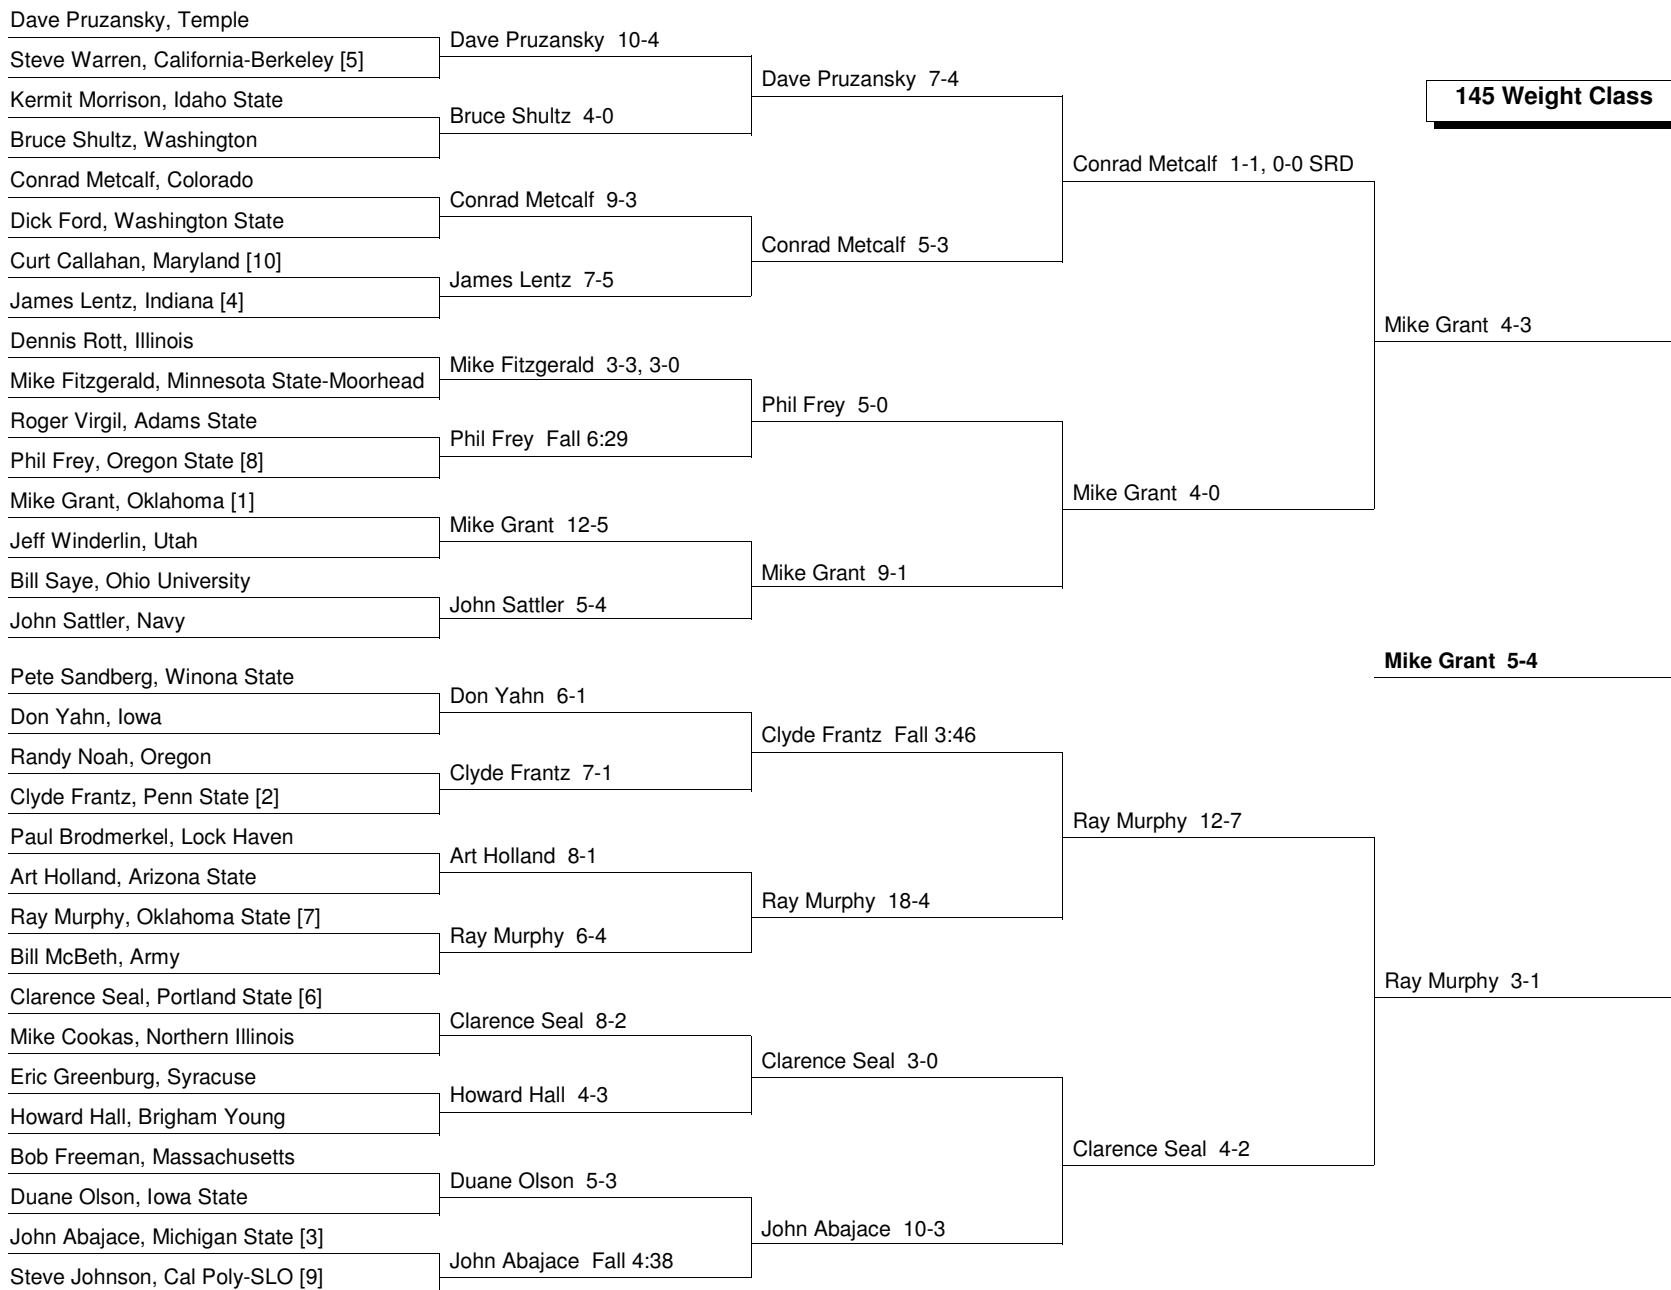 145 Weight Class
Dave Pruzansky, Temple
Steve Warren, California-Berkeley [5]
Kermit Morrison, Idaho State
Bruce Shultz, Washington
Conrad Metcalf, Colorado
Dick Ford, Washington State
Curt Callahan, Maryland [10]
James Lentz, Indiana [4]
Dennis Rott, Illinois
Mike Fitzgerald, Minnesota State-Moorhead
Roger Virgil, Adams State
Phil Frey, Oregon State [8]
Mike Grant, Oklahoma [1]
Jeff Winderlin, Utah
Bill Saye, Ohio University
John Sattler, Navy
Pete Sandberg, Winona State
Don Yahn, Iowa
Randy Noah, Oregon
Clyde Frantz, Penn State [2]
Paul Brodmerkel, Lock Haven
Art Holland, Arizona State
Ray Murphy, Oklahoma State [7]
Bill McBeth, Army
Clarence Seal, Portland State [6]
Mike Cookas, Northern Illinois
Eric Greenburg, Syracuse
Howard Hall, Brigham Young
Bob Freeman, Massachusetts
Duane Olson, Iowa State
John Abajace, Michigan State [3]
Steve Johnson, Cal Poly-SLO [9]
Dave Pruzansky 10-4
Bruce Shultz 4-0
Conrad Metcalf 9-3
James Lentz 7-5
Mike Fitzgerald 3-3, 3-0
Phil Frey Fall 6:29
Mike Grant 12-5
John Sattler 5-4
Don Yahn 6-1
Clyde Frantz 7-1
Art Holland 8-1
Ray Murphy 6-4
Clarence Seal 8-2
Howard Hall 4-3
Duane Olson 5-3
John Abajace Fall 4:38
Dave Pruzansky 7-4
Conrad Metcalf 5-3
Phil Frey 5-0
Mike Grant 9-1
Clyde Frantz Fall 3:46
Ray Murphy 18-4
Clarence Seal 3-0
John Abajace 10-3
Conrad Metcalf 1-1, 0-0 SRD
Mike Grant 4-0
Ray Murphy 12-7
Clarence Seal 4-2
Mike Grant 4-3
Mike Grant 5-4
Ray Murphy 3-1